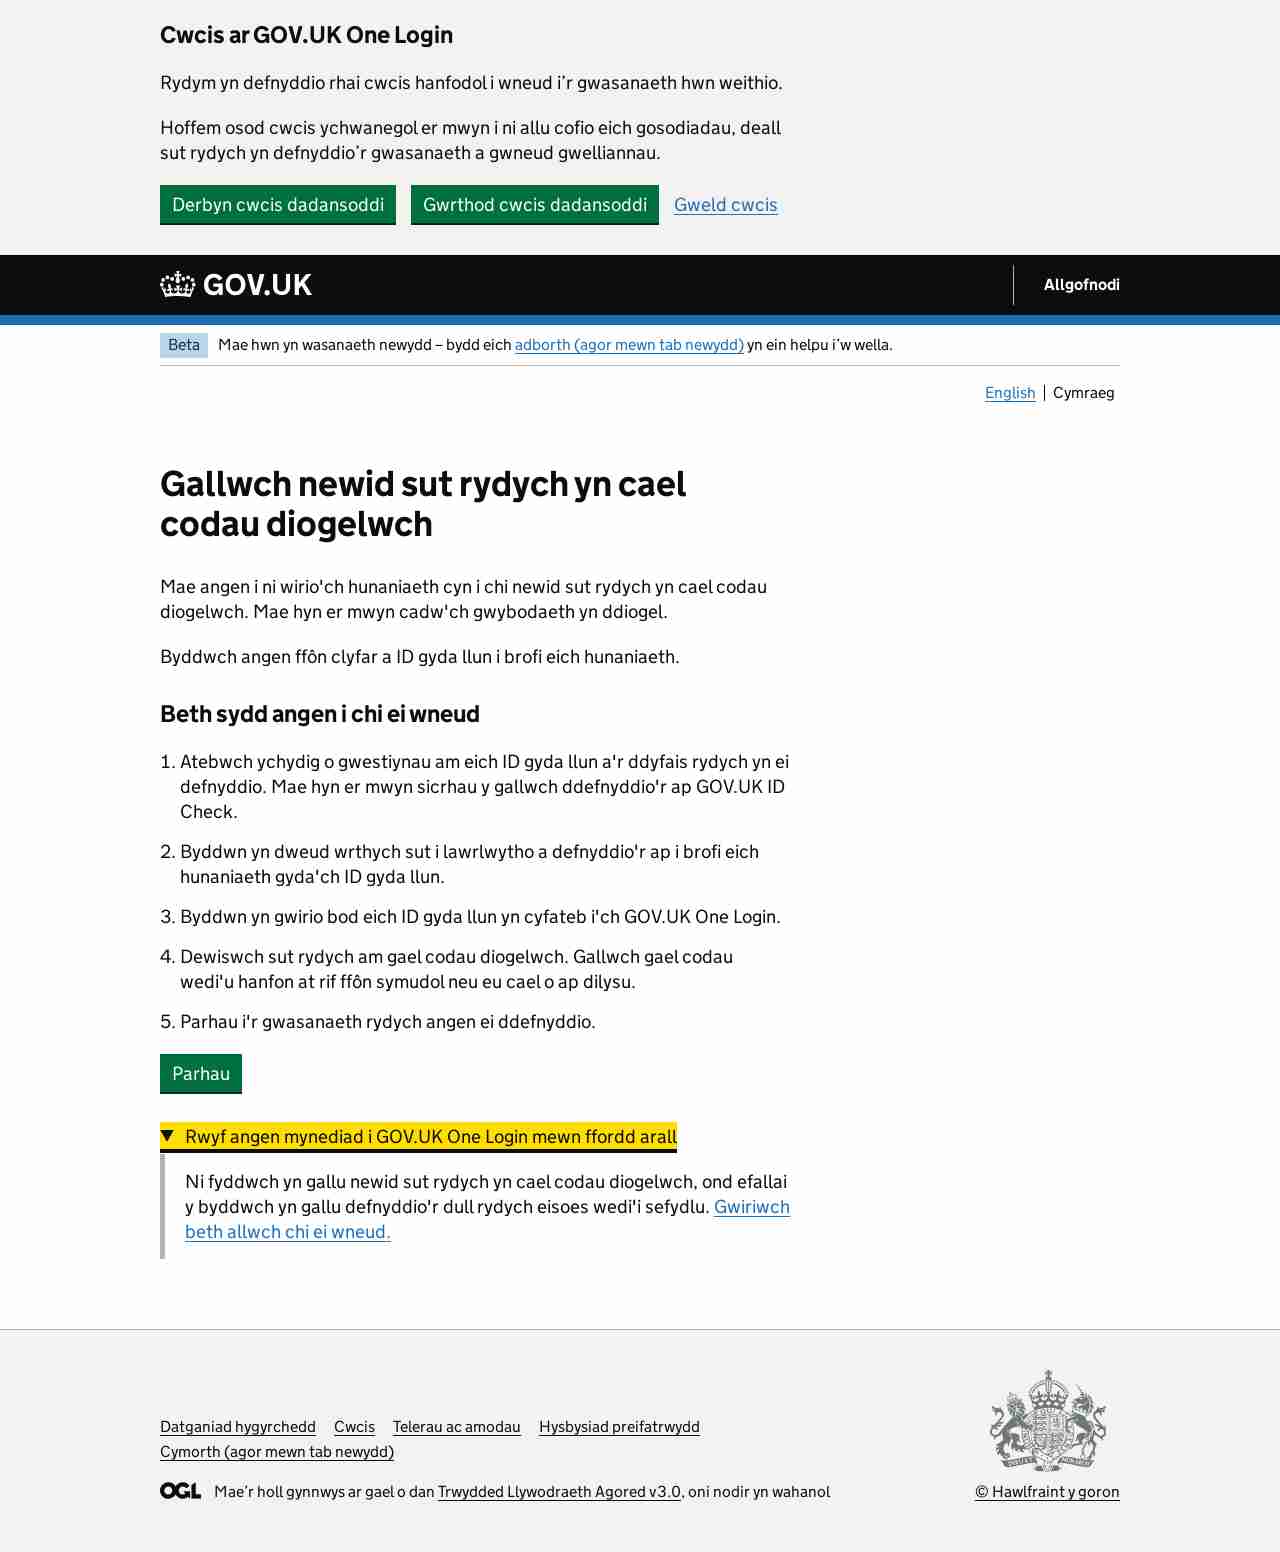 Cwcis ar GOV.UK One Login
Rydym yn defnyddio rhai cwcis hanfodol i wneud i’r gwasanaeth hwn weithio.
Hoffem osod cwcis ychwanegol er mwyn i ni allu cofio eich gosodiadau, deall
sut rydych yn defnyddio’r gwasanaeth a gwneud gwelliannau.
Derbyn cwcis dadansoddi Gwrthod cwcis dadansoddi Gweld cwcis
GOV.UK Allgofnodi
Beta Mae hwn yn wasanaeth newydd – bydd eich adborth (agor mewn tab newydd) yn ein helpu i’w wella.
English Cymraeg
Gallwch newid sut rydych yn cael
codau diogelwch
Mae angen i ni wirio'ch hunaniaeth cyn i chi newid sut rydych yn cael codau
diogelwch. Mae hyn er mwyn cadw'ch gwybodaeth yn ddiogel.
Byddwch angen ffôn clyfar a ID gyda llun i brofi eich hunaniaeth.
Beth sydd angen i chi ei wneud
1. Atebwch ychydig o gwestiynau am eich ID gyda llun a'r ddyfais rydych yn ei
defnyddio. Mae hyn er mwyn sicrhau y gallwch ddefnyddio'r ap GOV.UK ID
Check.
2. Byddwn yn dweud wrthych sut i lawrlwytho a defnyddio'r ap i brofi eich
hunaniaeth gyda'ch ID gyda llun.
3. Byddwn yn gwirio bod eich ID gyda llun yn cyfateb i'ch GOV.UK One Login.
4. Dewiswch sut rydych am gael codau diogelwch. Gallwch gael codau
wedi'u hanfon at rif ffôn symudol neu eu cael o ap dilysu.
5. Parhau i'r gwasanaeth rydych angen ei ddefnyddio.
Parhau
Rwyf angen mynediad i GOV.UK One Login mewn ffordd arall
Ni fyddwch yn gallu newid sut rydych yn cael codau diogelwch, ond efallai
y byddwch yn gallu defnyddio'r dull rydych eisoes wedi'i sefydlu. Gwiriwch
beth allwch chi ei wneud.
Datganiad hygyrchedd Cwcis Telerau ac amodau Hysbysiad preifatrwydd
Cymorth (agor mewn tab newydd)
OGL Mae’r holl gynnwys ar gael o dan Trwydded Llywodraeth Agored v3.0, oni nodir yn wahanol
© Hawlfraint y goron